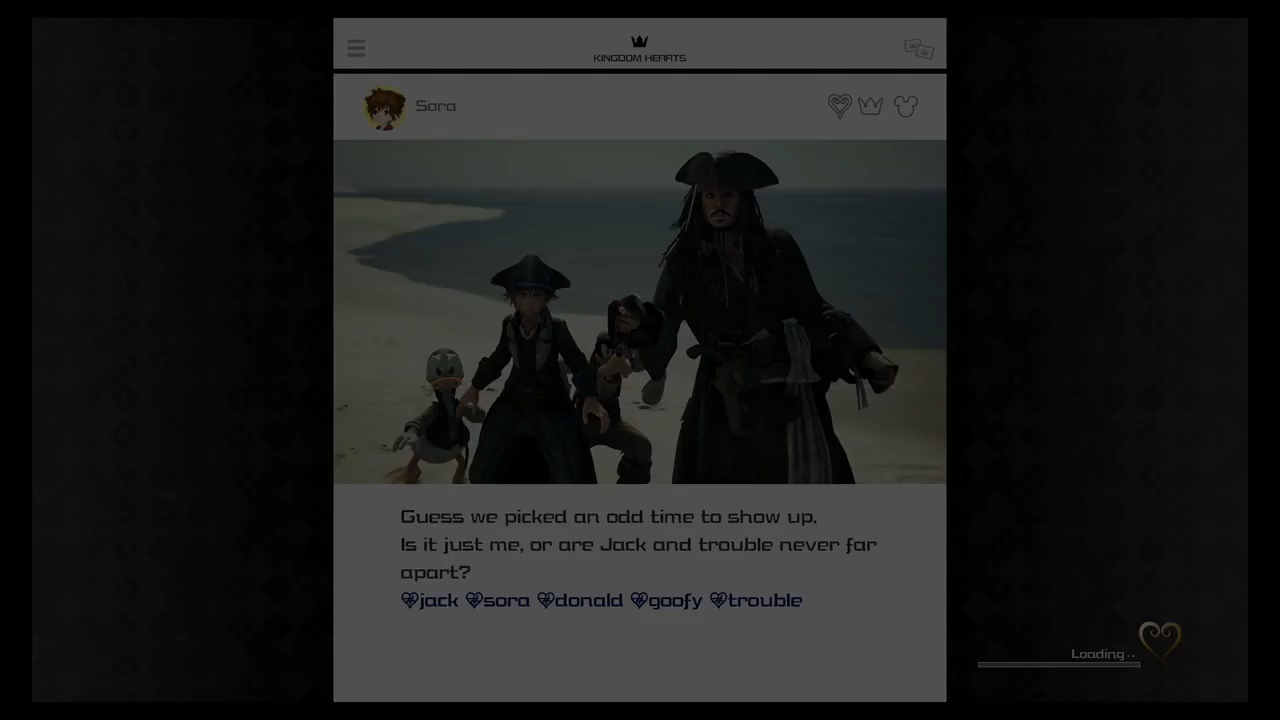 KINGDOM HEARTS
Sora
Guess we picked an odd time to show up.
Is it just me, or are Jack and trouble never far
apart?
jack sora donald goofy trouble
Loading..